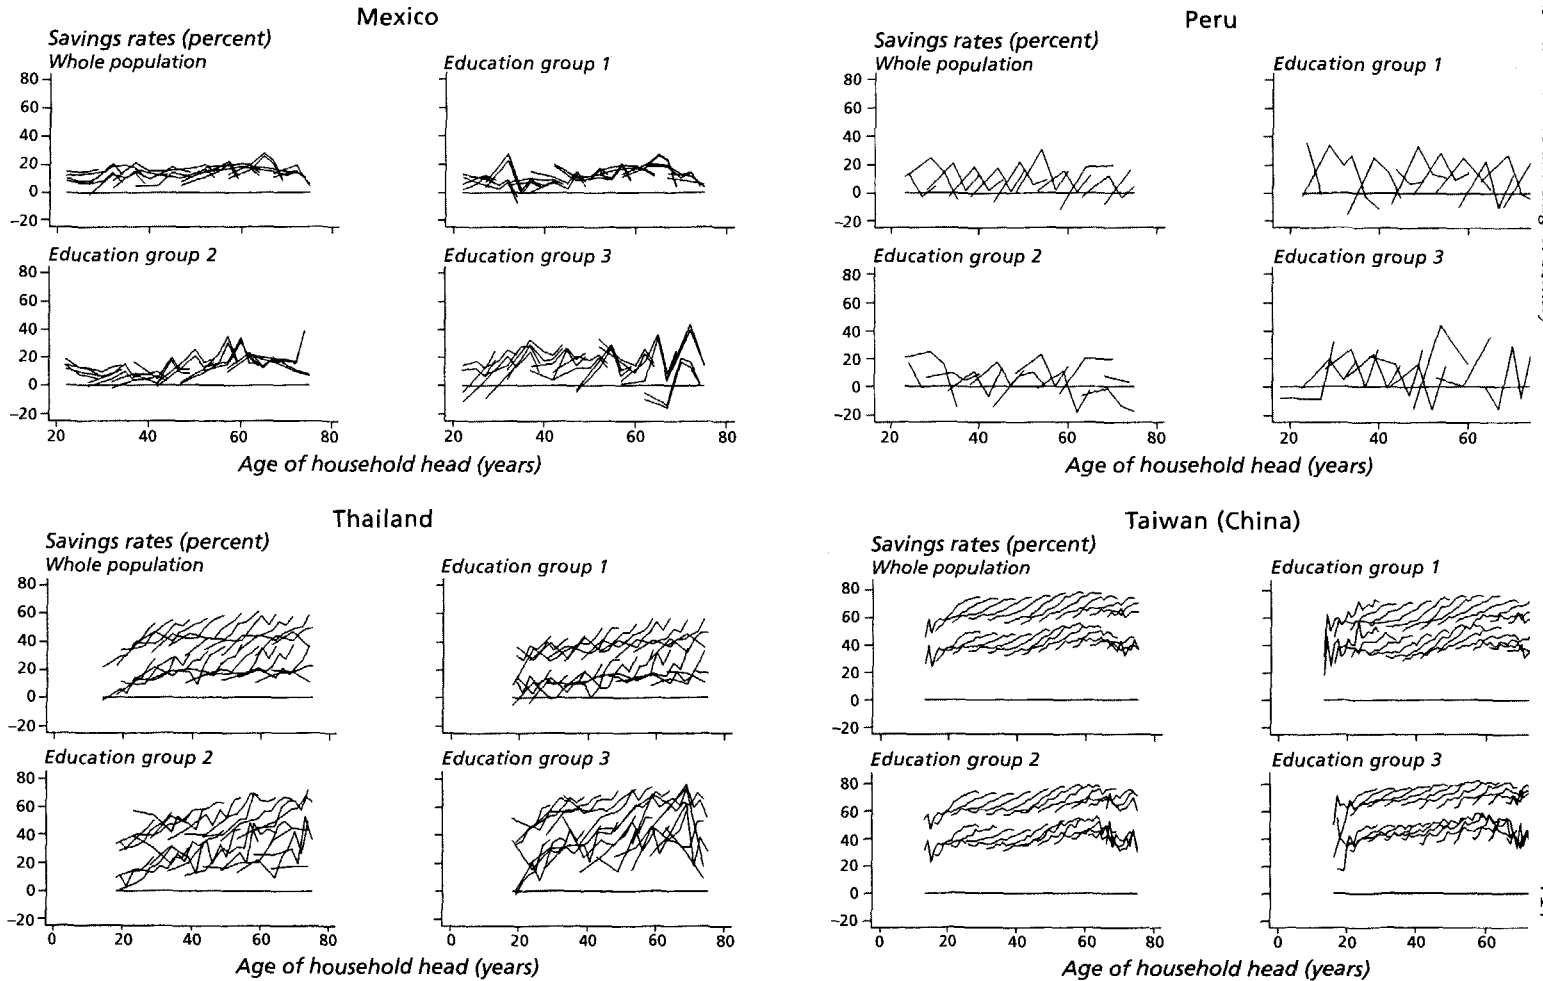 Mexico
Savings rates (percent)
Whole population
Education group 1
80
60
40
20
0
–20
Education group 2
Education group 3
80
60
40
20
0
–20
20 40 60 80
20 40 60 80
Age of household head (years)
Peru
Savings rates (percent)
Whole population
Education group 1
80
60
40
20
0
–20
Education group 2
Education group 3
80
60
40
20
0
–20
20 40 60 80
20 40 60
Age of household head (years)
Thailand
Savings rates (percent)
Whole population
Education group 1
80
60
40
20
0
–20
Education group 2
Education group 3
80
60
40
20
0
–20
0 20 40 60 80
0 20 40 60 80
Age of household head (years)
Taiwan (China)
Savings rates (percent)
Whole population
Education group 1
80
60
40
20
0
–20
Education group 2
Education group 3
80
60
40
20
0
–20
0 20 40 60 80
0 20 40 60
Age of household head (years)